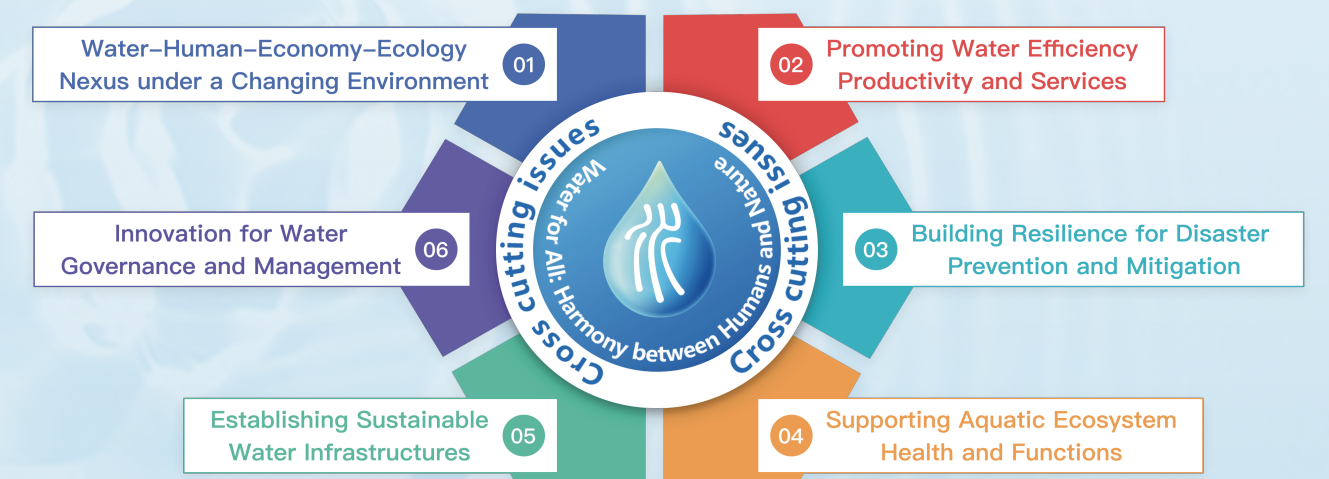 01
Water–Human–Economy–Ecology
Nexus under a Changing Environment
02
Promoting Water Efficiency
Productivity and Services
03
Building Resilience for Disaster
Prevention and Mitigation
04
Supporting Aquatic Ecosystem
Health and Functions
05
Establishing Sustainable
Water Infrastructures
06
Innovation for Water
Governance and Management
Cross cutting issues
Cross cutting issues
Water for All: Harmony between Humans and Nature